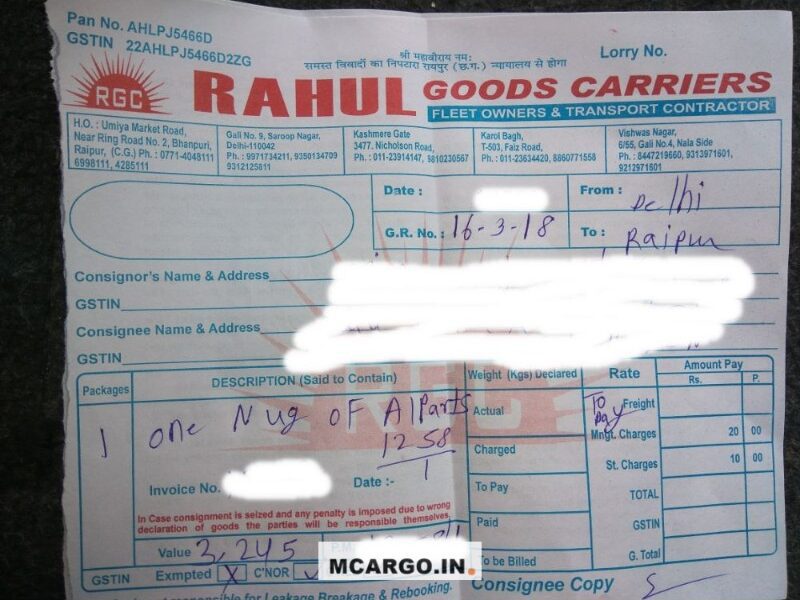 Pan No. AHLPJ5466D
GSTIN 22AHLPJ5466D2ZG
श्री महावीराय नमः
समस्त विवादों का निपटारा रायपुर (छ.ग.) न्यायालय से होगा
Lorry No.
RGC
RAHUL GOODS CARRIERS
FLEET OWNERS & TRANSPORT CONTRACTOR
H.O. : Umiya Market Road,
Near Ring Road No. 2, Bhanpuri,
Raipur, (C.G.) Ph. : 0771-4048111
6998111, 4285111
Gali No. 9, Saroop Nagar,
Delhi-110042
Ph. : 9971734211, 9350134709
9312125811
Kashmere Gate
3477, Nicholson Road,
Ph. : 011-23914147, 9810230567
Karol Bagh,
T-503, Faiz Road,
Ph. : 011-23634420, 8860771558
Vishwas Nagar,
6/55, Gali No.4, Nala Side
Ph. : 8447219660, 9313971601,
9212971601
Date :
From : Delhi
G.R. No. : 16-3-18
To : Raipur
Consignor's Name & Address
GSTIN
Consignee Name & Address
GSTIN
Packages
DESCRIPTION (Said to Contain)
Weight (Kgs) Declared
Rate
Amount Pay
Rs. P.
1 one Nug of A/Parts
1258
1
Actual
To Pay
Freight
Mngt. Charges 20 00
Charged
St. Charges 10 00
Invoice No.
Date :-
To Pay
TOTAL
In Case consignment is seized and any penalty is imposed due to wrong
declaration of goods the parties will be responsible themselves.
Paid
GSTIN
Value 3,245
To be Billed
G. Total
GSTIN Exmpted X C'NOR
MCARGO.IN.
Consignee Copy
responsible for Leakage Breakage & Rebooking.